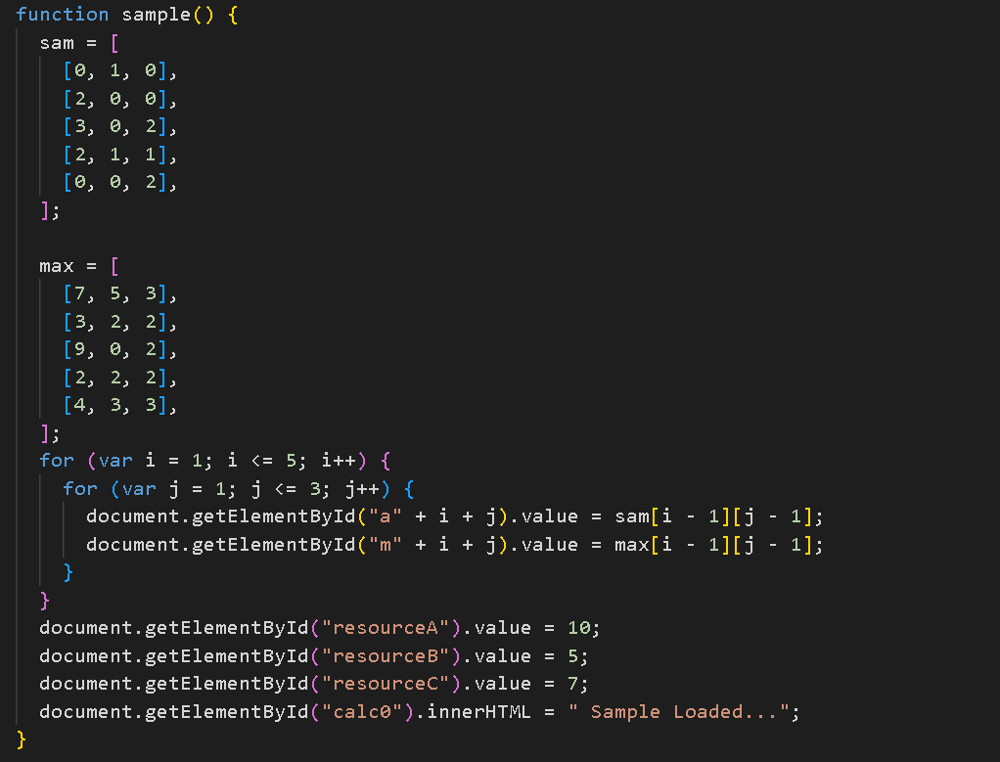 function sample() {
  sam = [
    [0, 1, 0],
    [2, 0, 0],
    [3, 0, 2],
    [2, 1, 1],
    [0, 0, 2],
  ];

  max = [
    [7, 5, 3],
    [3, 2, 2],
    [9, 0, 2],
    [2, 2, 2],
    [4, 3, 3],
  ];
  for (var i = 1; i <= 5; i++) {
    for (var j = 1; j <= 3; j++) {
      document.getElementById("a" + i + j).value = sam[i - 1][j - 1];
      document.getElementById("m" + i + j).value = max[i - 1][j - 1];
    }
  }
  document.getElementById("resourceA").value = 10;
  document.getElementById("resourceB").value = 5;
  document.getElementById("resourceC").value = 7;
  document.getElementById("calc0").innerHTML = " Sample Loaded...";
}